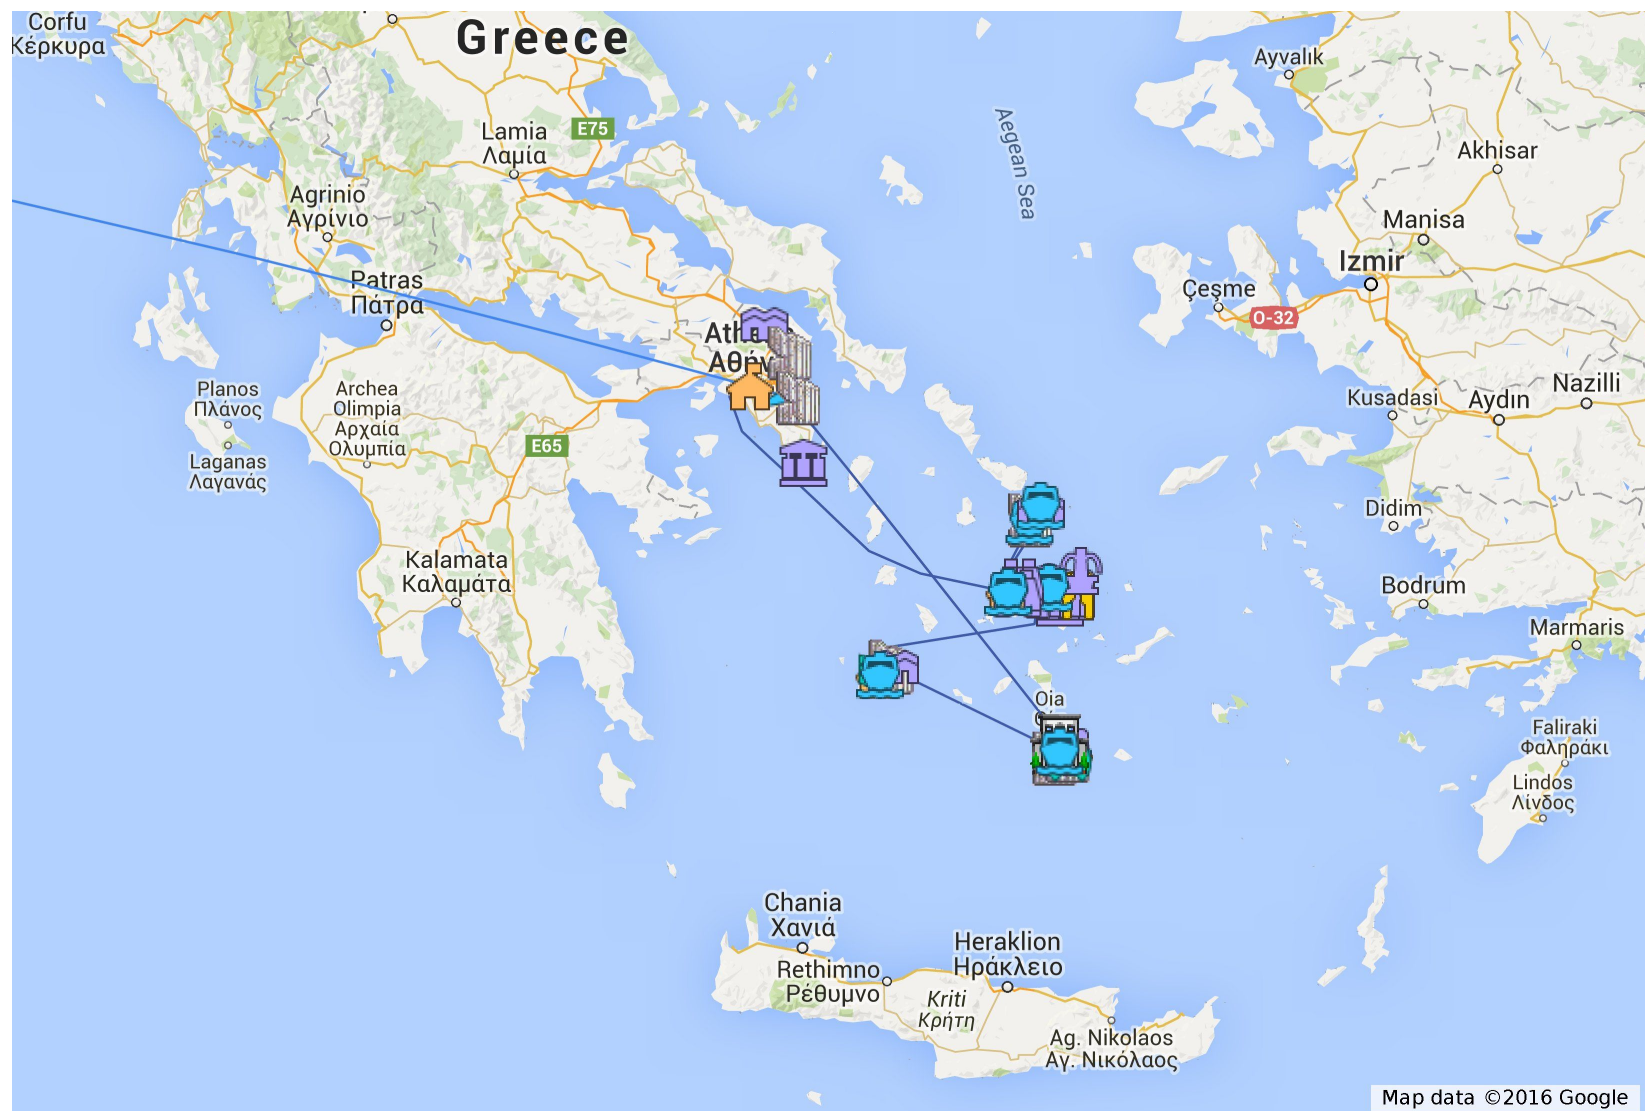 Corfu
Κέρκυρα
Greece
Lamia
Λαμία
E75
Agrinio
Αγρίνιο
Patras
Πάτρα
Planos
Πλάνος
Laganas
Λαγανάς
Archea
Olimpia
Αρχαία
Ολυμπία
E65
Kalamata
Καλαμάτα
Aegean Sea
Ayvalık
Akhisar
Manisa
Izmir
Çeşme
O-32
Kusadasi
Aydın
Nazilli
Didim
Bodrum
Marmaris
Oia
Faliraki
Φαληράκι
Lindos
Λίνδος
Chania
Χανιά
Rethimno
Ρέθυμνο
Heraklion
Ηράκλειο
Kriti
Κρήτη
Ag. Nikolaos
Αγ. Νικόλαος
Map data ©2016 Google